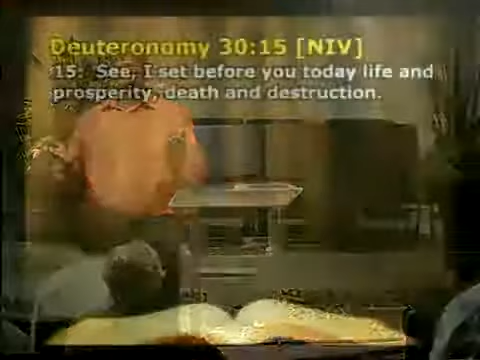 Deuteronomy 30:15 [NIV]
15: See, I set before you today life and
prosperity, death and destruction.